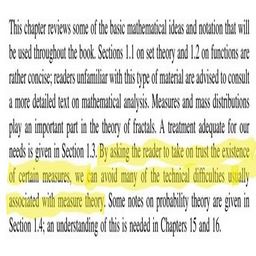 This chapter reviews some of the basic mathematical ideas and notation that will
be used throughout the book. Sections 1.1 on set theory and 1.2 on functions are
rather concise; readers unfamiliar with this type of material are advised to consult
a more detailed text on mathematical analysis. Measures and mass distributions
play an important part in the theory of fractals. A treatment adequate for our
needs is given in Section 1.3. By asking the reader to take on trust the existence
of certain measures, we can avoid many of the technical difficulties usually
associated with measure theory. Some notes on probability theory are given in
Section 1.4; an understanding of this is needed in Chapters 15 and 16.